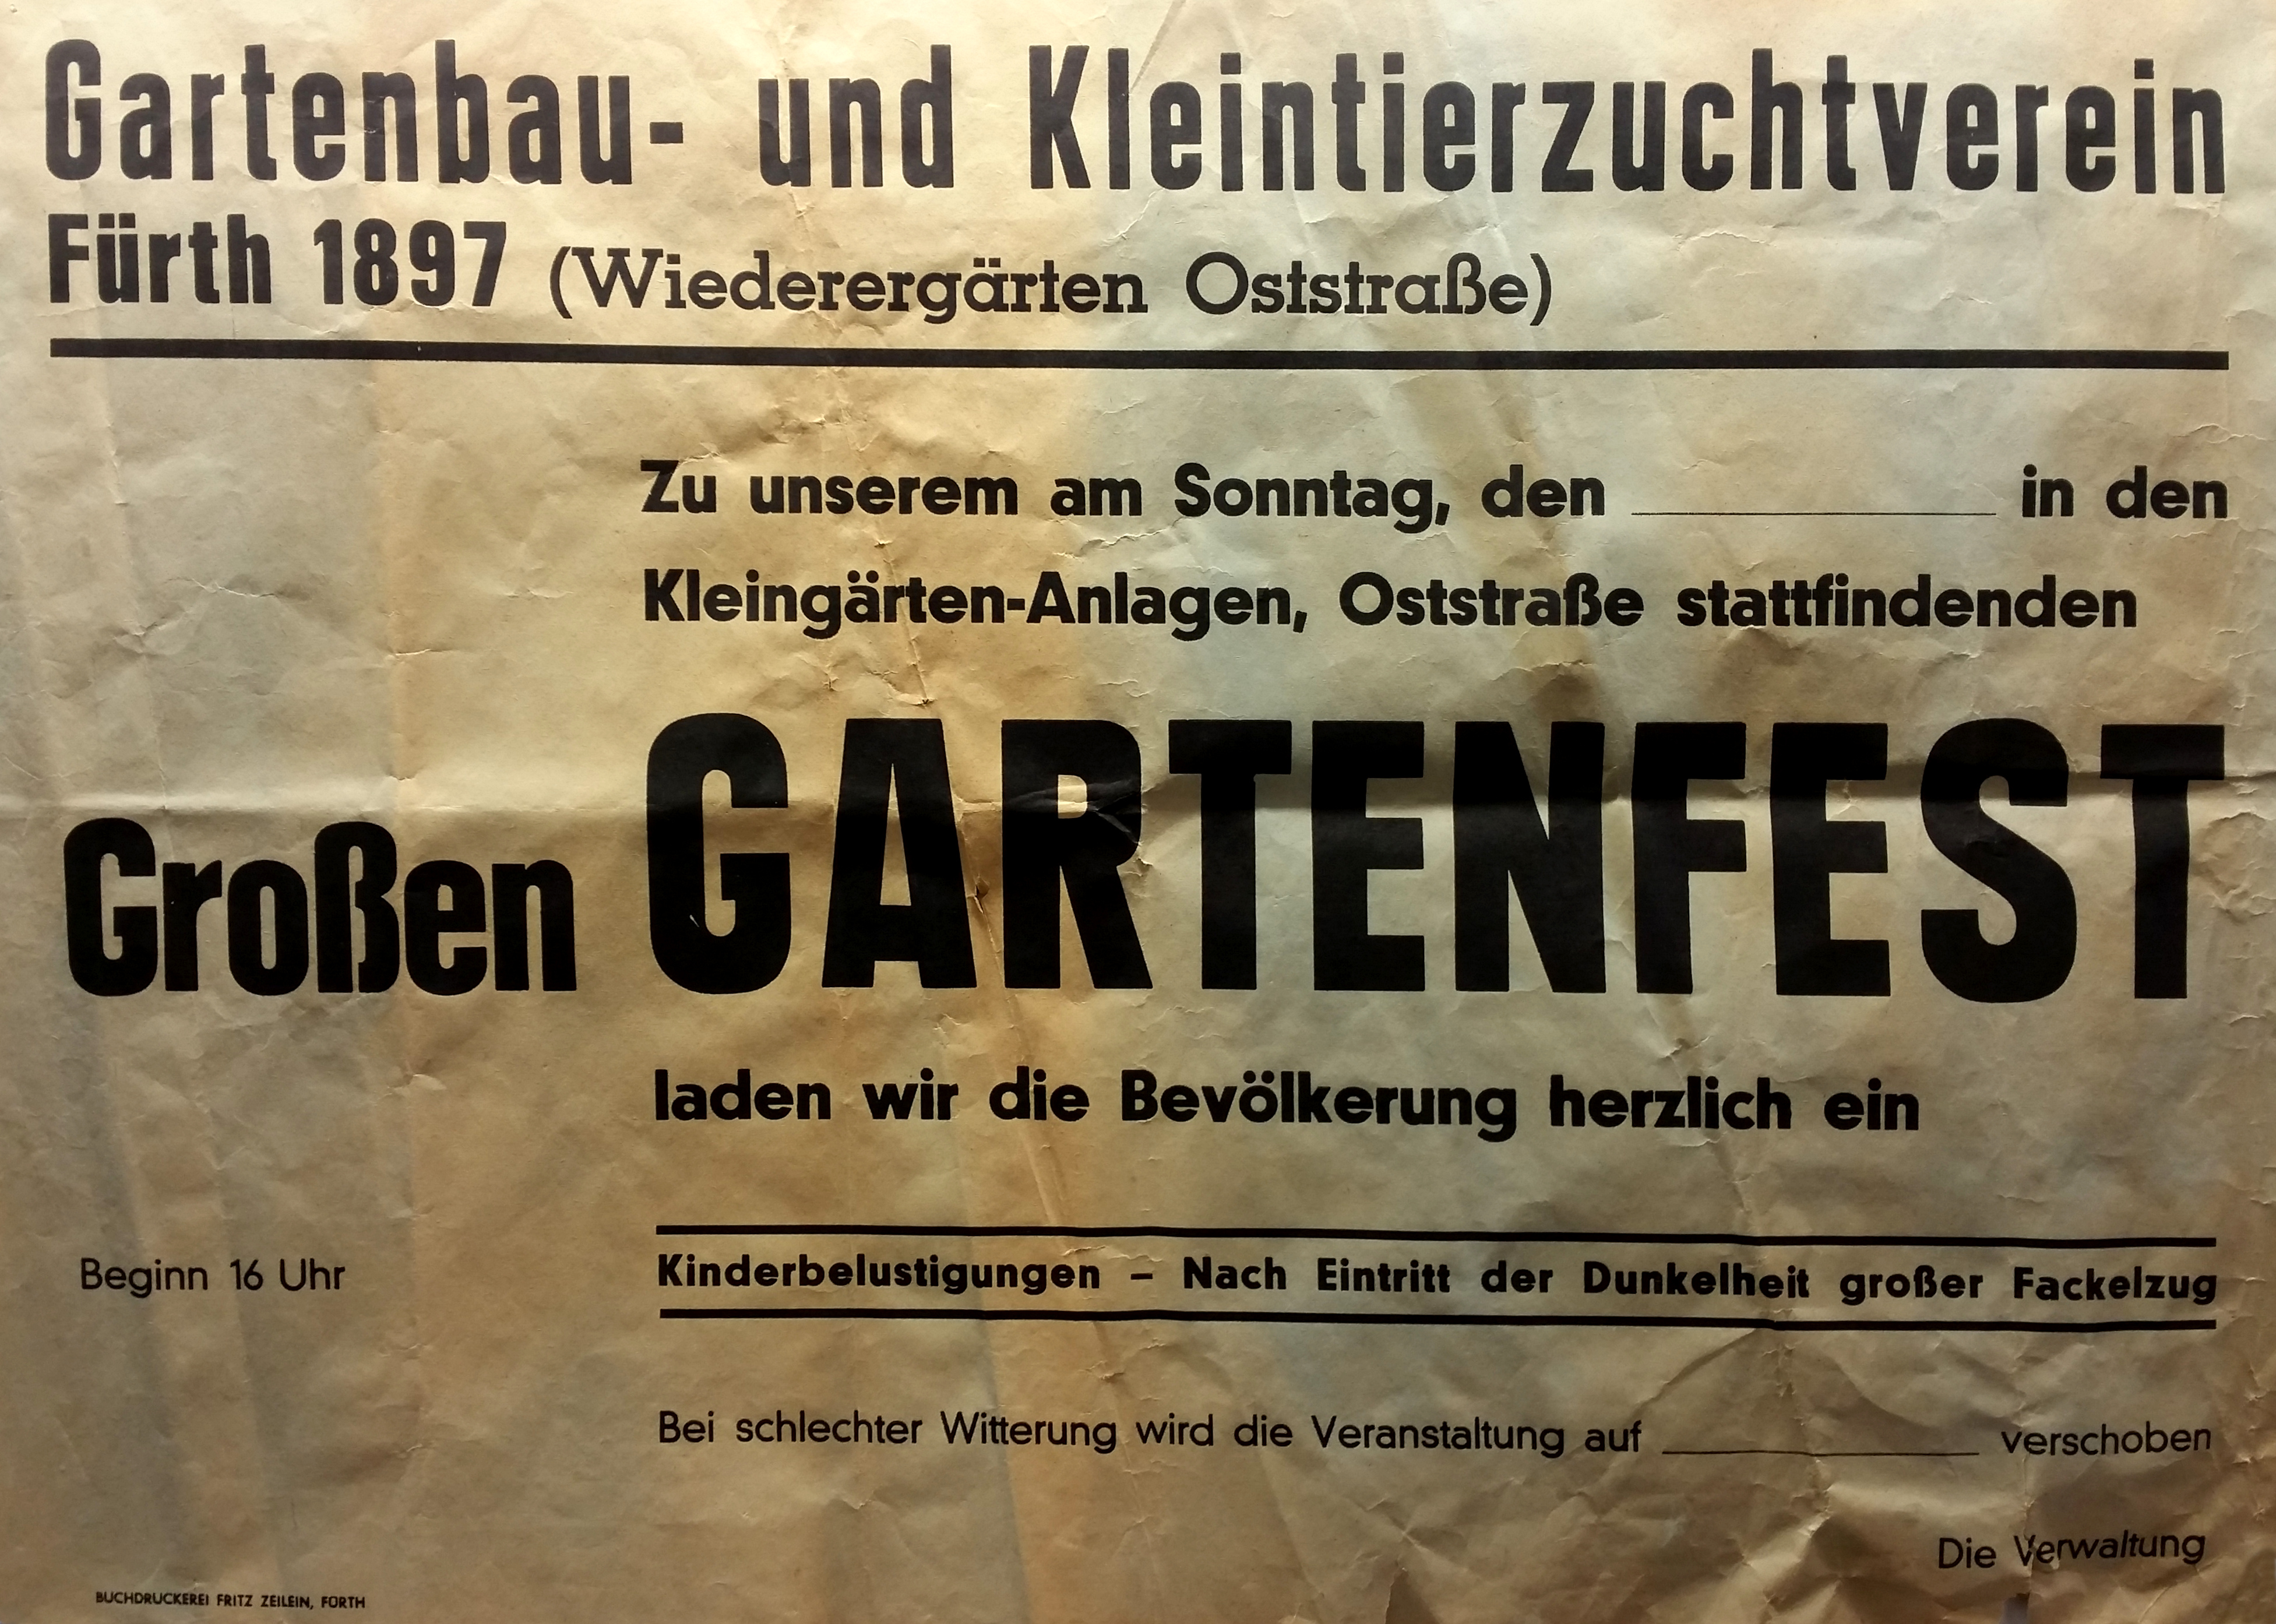 Gartenbau- und Kleintierzuchtverein
Fürth 1897 (Wiederergärten Oststraße)
Zu unserem am Sonntag, den ____________ in den
Kleingärten-Anlagen, Oststraße stattfindenden
Großen GARTENFEST
laden wir die Bevölkerung herzlich ein
Beginn 16 Uhr
Kinderbelustigungen – Nach Eintritt der Dunkelheit großer Fackelzug
Bei schlechter Witterung wird die Veranstaltung auf ____________ verschoben
Die Verwaltung
BUCHDRUCKEREI FRITZ ZEILEIN, FÜRTH